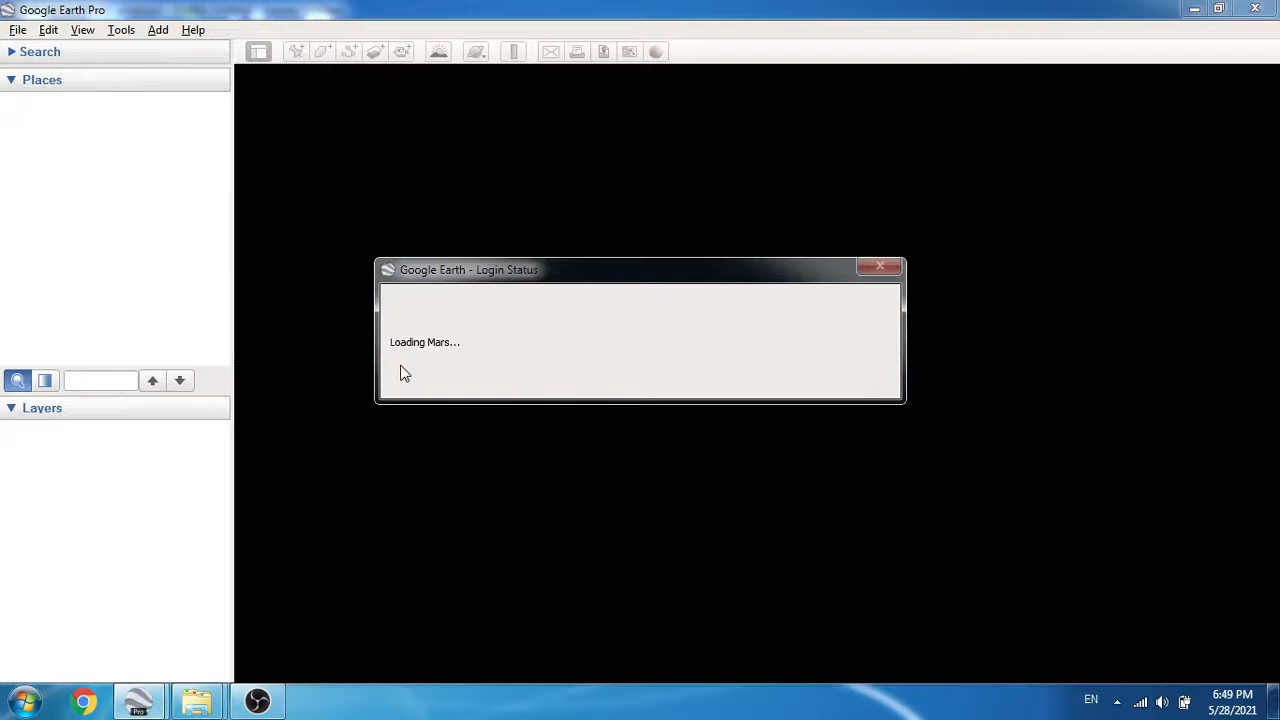 Google Earth Pro
File Edit View Tools Add Help
Search
Places
Google Earth - Login Status
Loading Mars...
Layers
Pro
EN
6:49 PM
5/28/2021